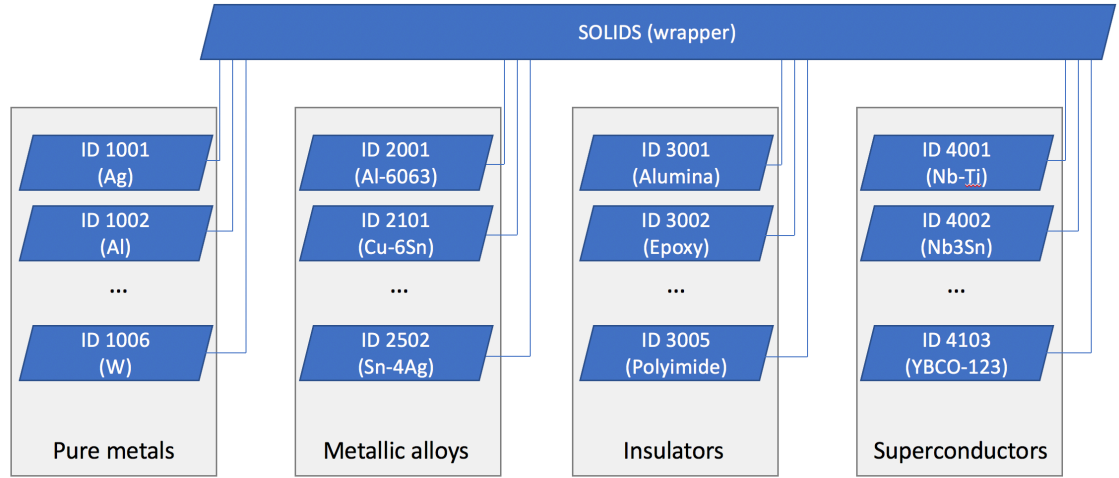 SOLIDS (wrapper)
ID 1001
(Ag)
ID 1002
(Al)
...
ID 1006
(W)
Pure metals
ID 2001
(Al-6063)
ID 2101
(Cu-6Sn)
...
ID 2502
(Sn-4Ag)
Metallic alloys
ID 3001
(Alumina)
ID 3002
(Epoxy)
...
ID 3005
(Polyimide)
Insulators
ID 4001
(Nb-Ti)
ID 4002
(Nb3Sn)
...
ID 4103
(YBCO-123)
Superconductors